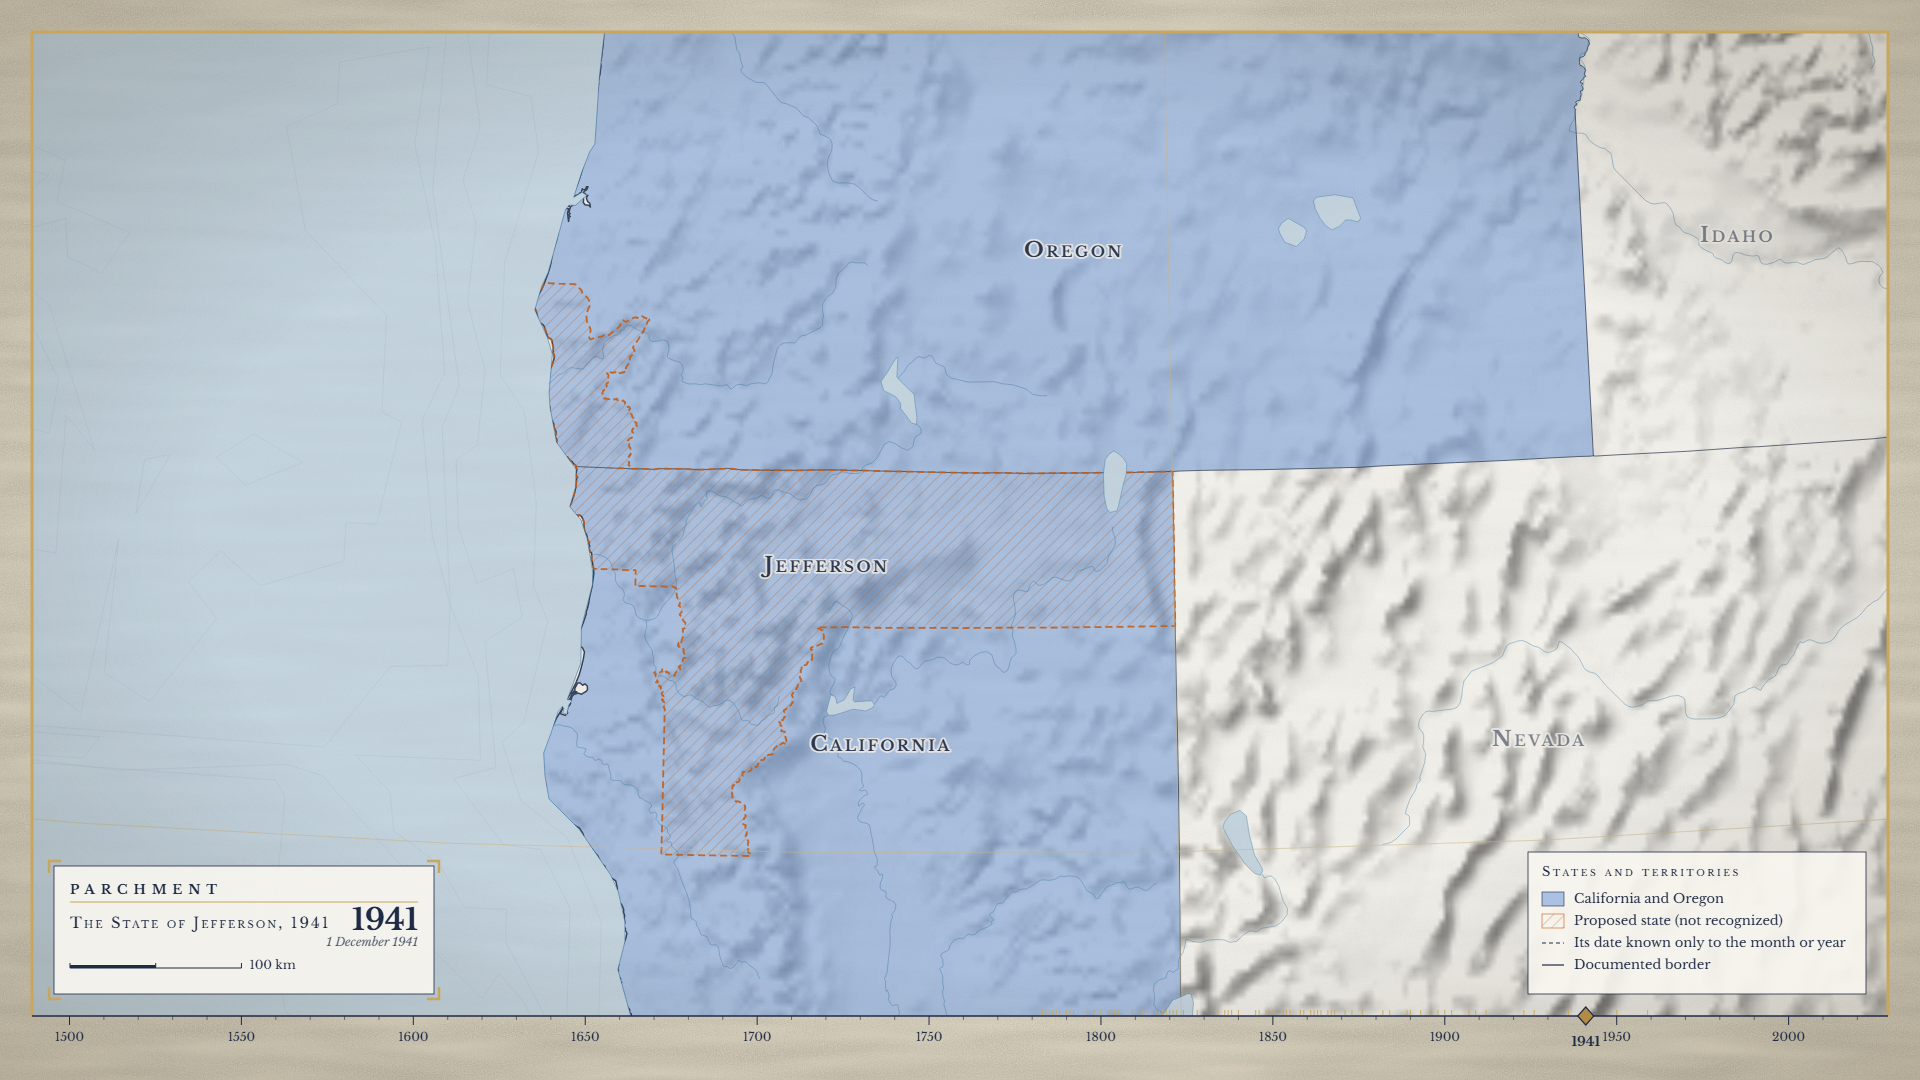 Oregon
Idaho
Jefferson
California
Nevada
PARCHMENT
The State of Jefferson, 1941 1941
1 December 1941
100 km
States and territories
California and Oregon
Proposed state (not recognized)
Its date known only to the month or year
Documented border
1500 1550 1600 1650 1700 1750 1800 1850 1900 1941 1950 2000